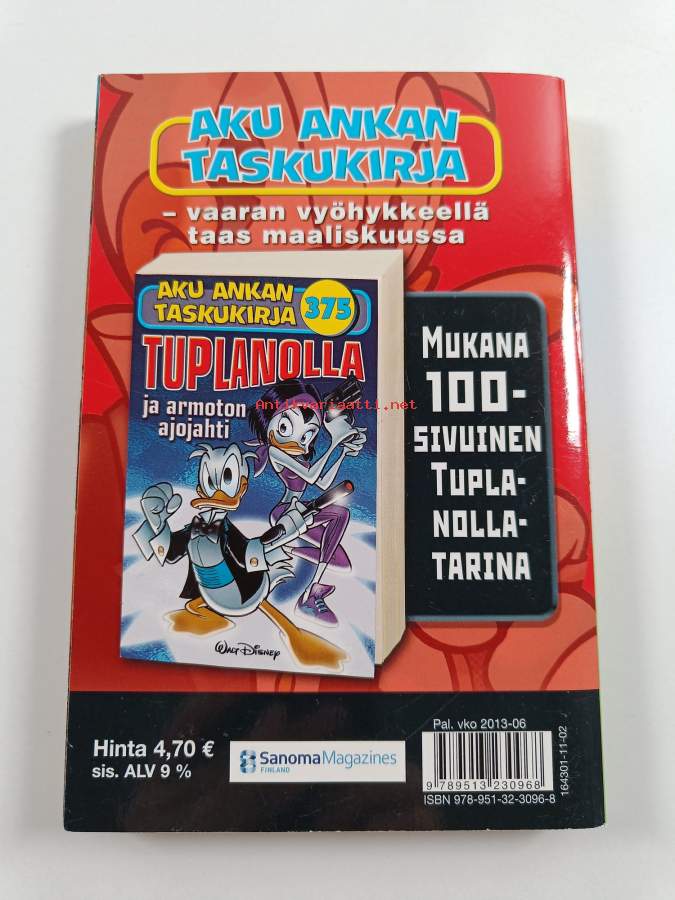 AKU ANKAN
TASKUKIRJA
– vaaran vyöhykkeellä
taas maaliskuussa
AKU ANKAN
TASKUKIRJA
375
TUPLANOLLA
ja armoton
ajojahti
Antikvariaatti.net
WALT DISNEY
MUKANA
100-
SIVUINEN
TUPLA-
NOLLA-
TARINA
Hinta 4,70 €
sis. ALV 9 %
SanomaMagazines
FINLAND
Pal. vko 2013-06
9 789513 230968
ISBN 978-951-32-3096-8
164301-11-02